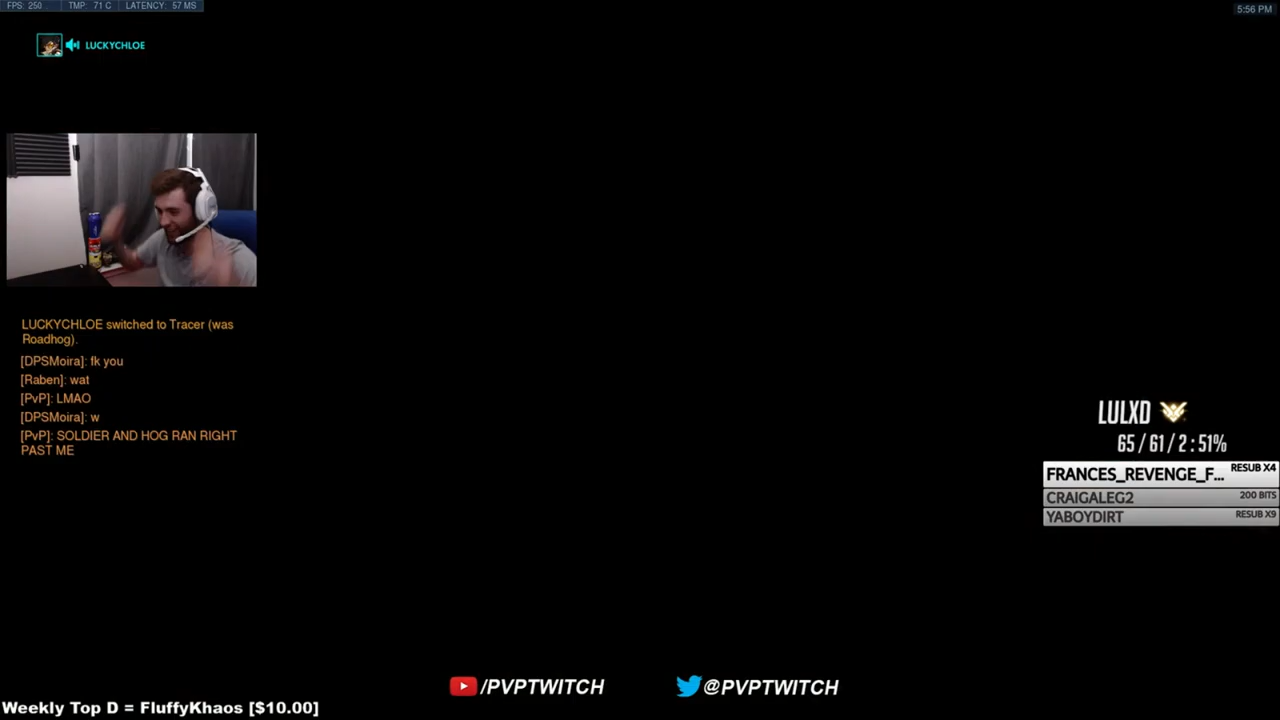 FPS: 250 TMP: 71 C LATENCY: 57 MS
5:56 PM
LUCKYCHLOE
LUCKYCHLOE switched to Tracer (was
Roadhog).
[DPSMoira]: fk you
[Raben]: wat
[PvP]: LMAO
[DPSMoira]: w
[PvP]: SOLDIER AND HOG RAN RIGHT
PAST ME
LULXD
65 / 61 / 2 : 51%
FRANCES_REVENGE_F... RESUB X4
CRAIGALEG2 200 BITS
YABOYDIRT RESUB X9
/PVPTWITCH @PVPTWITCH
Weekly Top D = FluffyKhaos [$10.00]